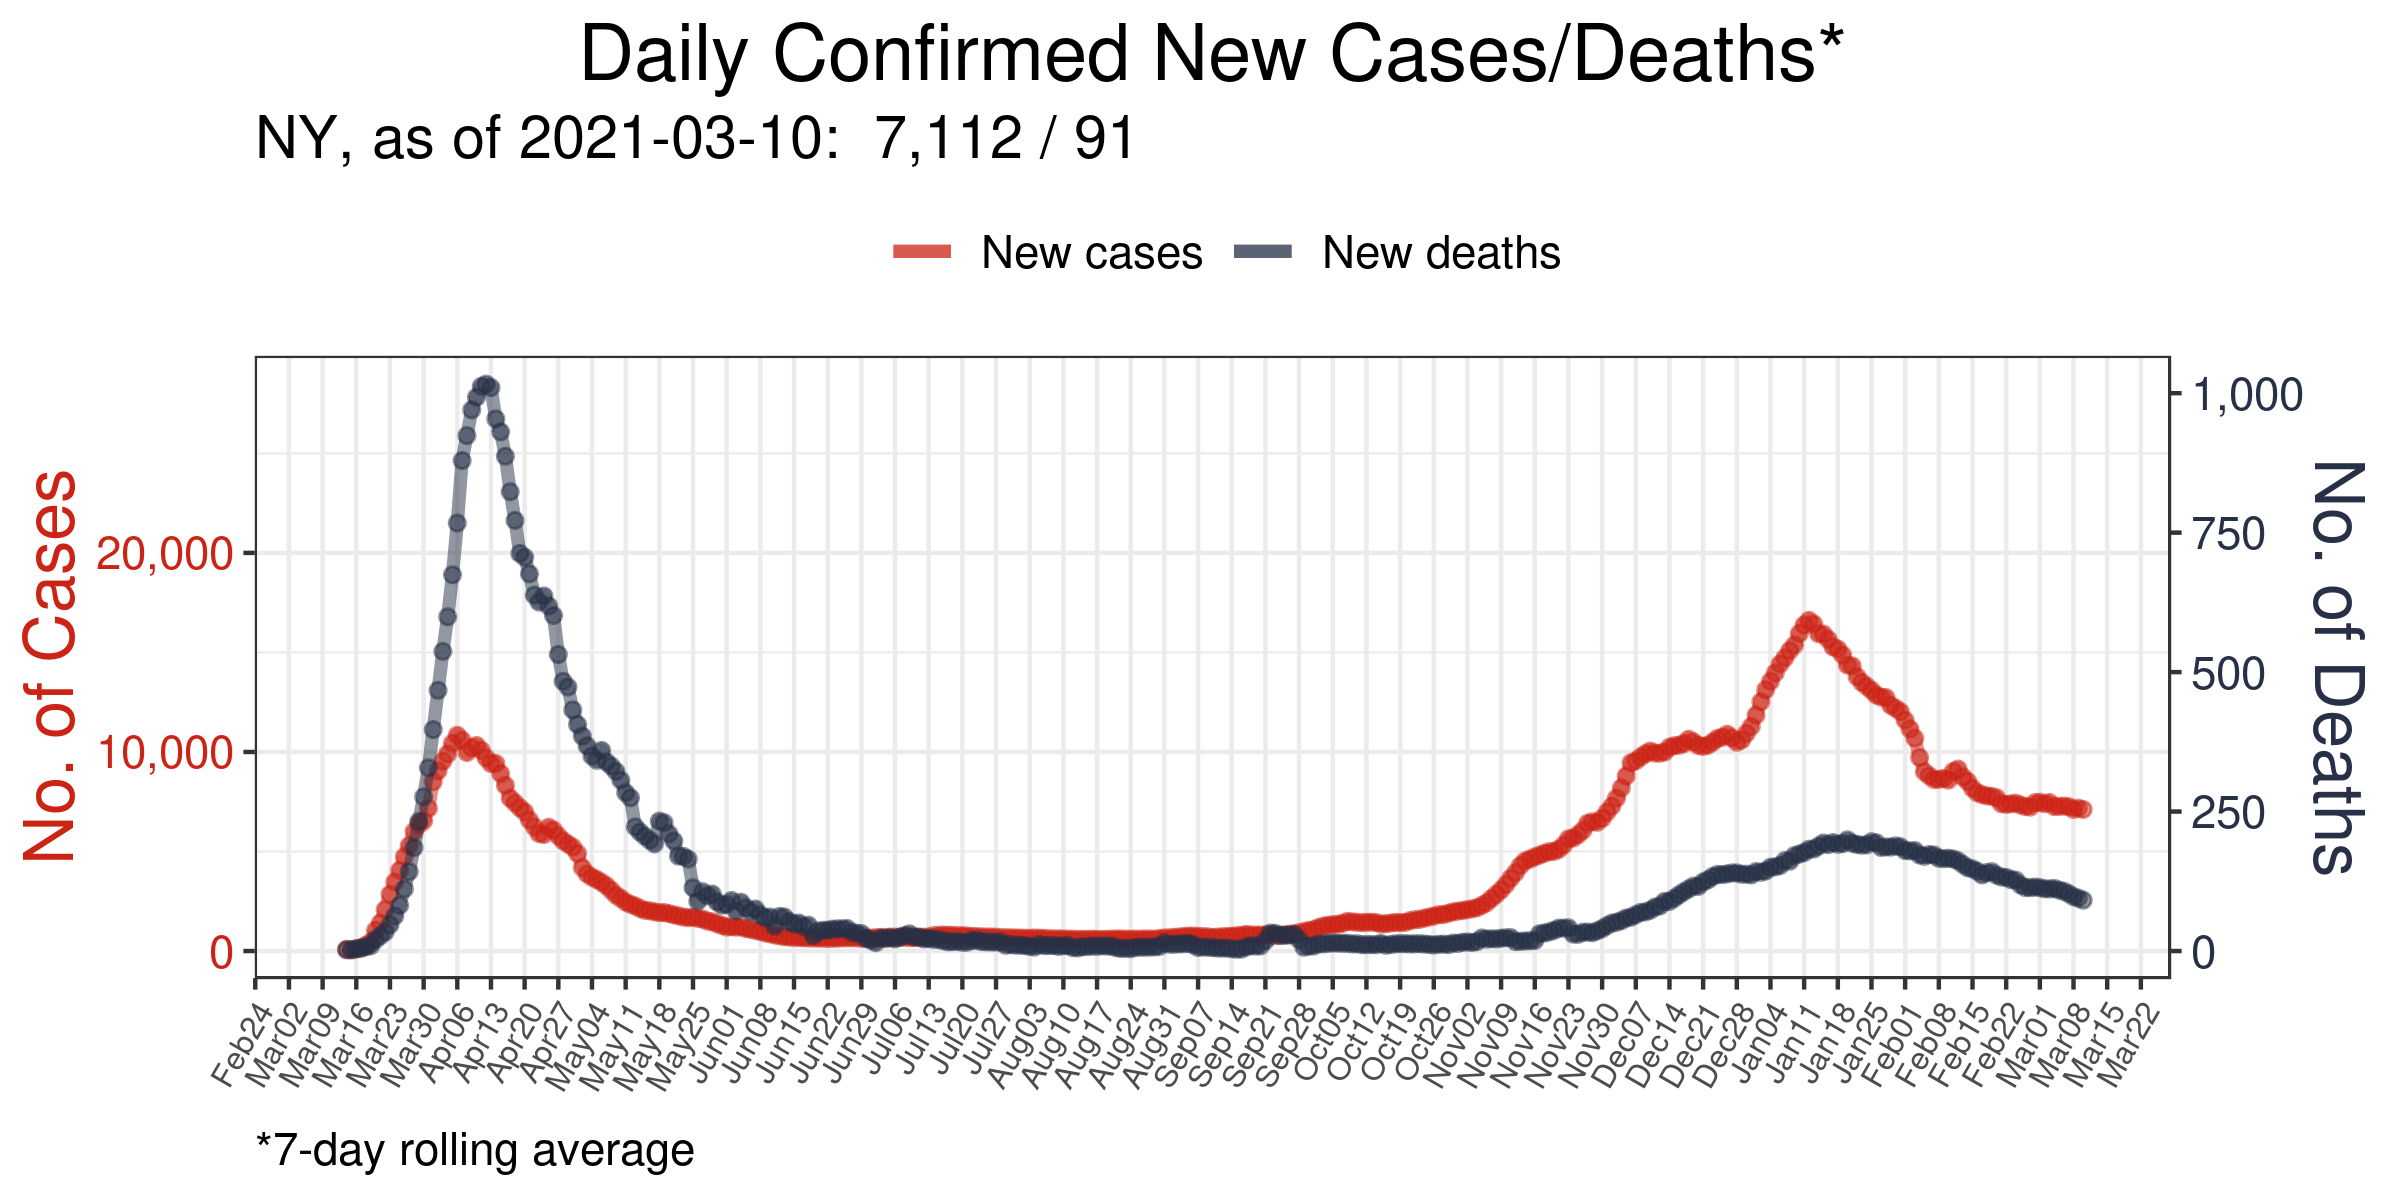 Daily Confirmed New Cases/Deaths*
NY, as of 2021-03-10:  7,112 / 91
New cases
New deaths
No. of Cases
20,000
10,000
0
1,000
750
500
250
0
No. of Deaths
Feb24
Mar02
Mar09
Mar16
Mar23
Mar30
Apr06
Apr13
Apr20
Apr27
May04
May11
May18
May25
Jun01
Jun08
Jun15
Jun22
Jun29
Jul06
Jul13
Jul20
Jul27
Aug03
Aug10
Aug17
Aug24
Aug31
Sep07
Sep14
Sep21
Sep28
Oct05
Oct12
Oct19
Oct26
Nov02
Nov09
Nov16
Nov23
Nov30
Dec07
Dec14
Dec21
Dec28
Jan04
Jan11
Jan18
Jan25
Feb01
Feb08
Feb15
Feb22
Mar01
Mar08
Mar15
Mar22
*7-day rolling average